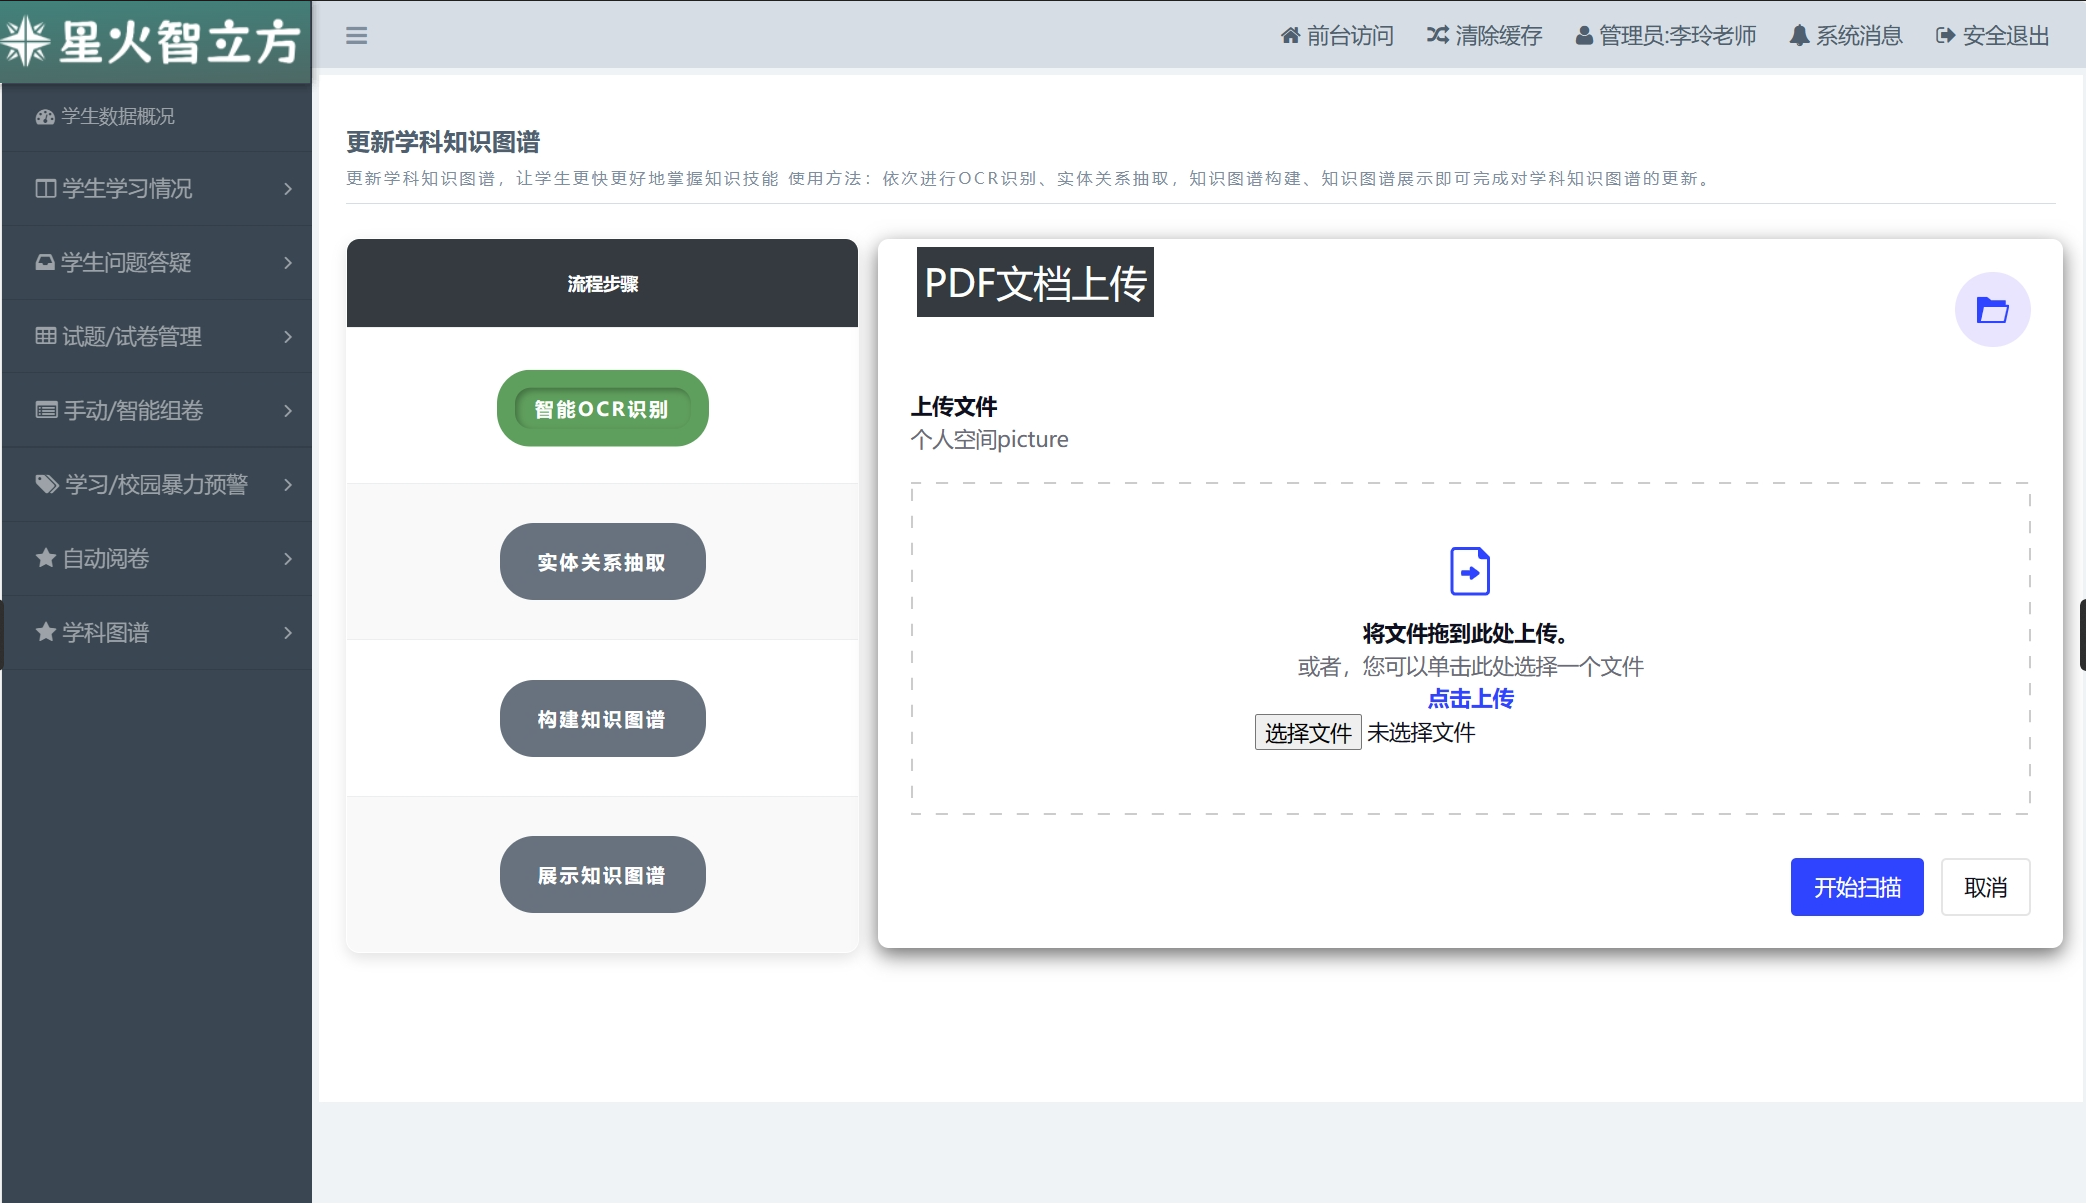 星火智立方
前台访问 清除缓存 管理员:李玲老师 系统消息 安全退出
学生数据概况
学生学习情况
学生问题答疑
试题/试卷管理
手动/智能组卷
学习/校园暴力预警
自动阅卷
学科图谱
更新学科知识图谱
更新学科知识图谱，让学生更快更好地掌握知识技能 使用方法：依次进行OCR识别、实体关系抽取，知识图谱构建、知识图谱展示即可完成对学科知识图谱的更新。
流程步骤
智能OCR识别
实体关系抽取
构建知识图谱
展示知识图谱
PDF文档上传
上传文件
个人空间picture
将文件拖到此处上传。
或者，您可以单击此处选择一个文件
点击上传
选择文件 未选择文件
开始扫描 取消